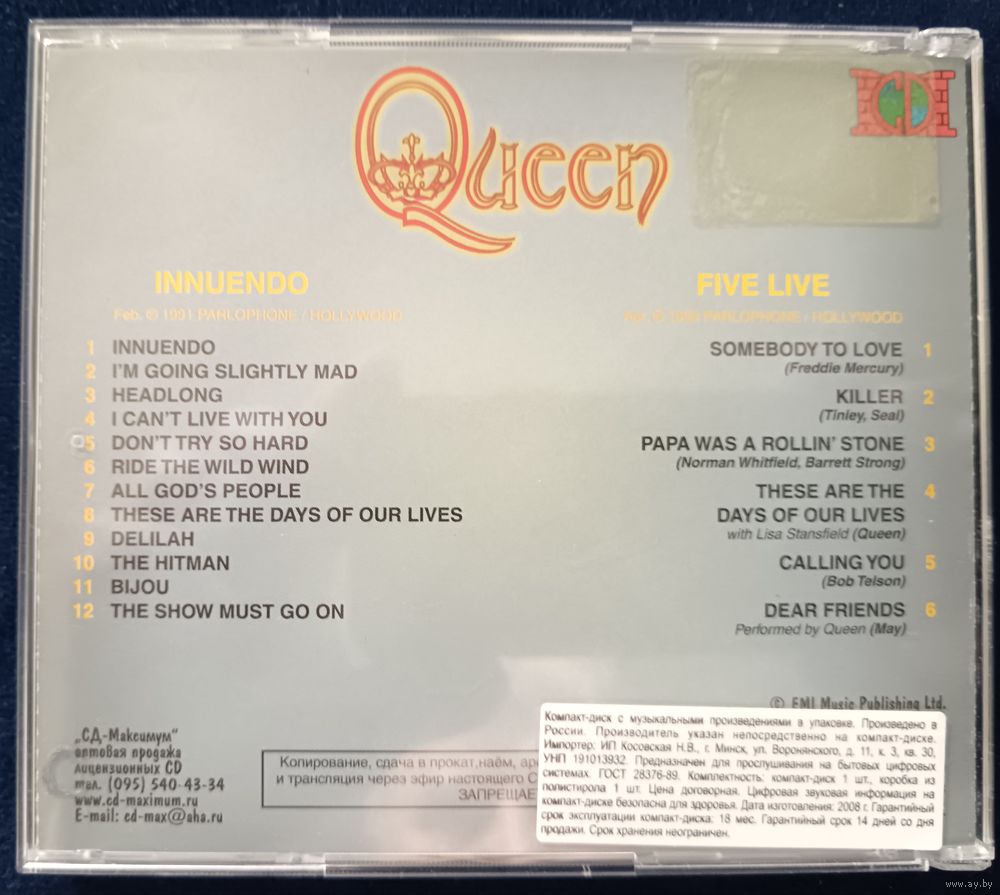 Queen
CD
INNUENDO
Feb. © 1991 PARLOPHONE / HOLLYWOOD
1 INNUENDO
2 I'M GOING SLIGHTLY MAD
3 HEADLONG
4 I CAN'T LIVE WITH YOU
5 DON'T TRY SO HARD
6 RIDE THE WILD WIND
7 ALL GOD'S PEOPLE
8 THESE ARE THE DAYS OF OUR LIVES
9 DELILAH
10 THE HITMAN
11 BIJOU
12 THE SHOW MUST GO ON
FIVE LIVE
PARLOPHONE / HOLLYWOOD
SOMEBODY TO LOVE 1
(Freddie Mercury)
KILLER 2
(Tinley, Seal)
PAPA WAS A ROLLIN' STONE 3
(Norman Whitfield, Barrett Strong)
THESE ARE THE 4
DAYS OF OUR LIVES
with Lisa Stansfield (Queen)
CALLING YOU 5
(Bob Telson)
DEAR FRIENDS 6
Performed by Queen (May)
© EMI Music Publishing Ltd.
„СД-Максимум"
оптовая продажа
лицензионных CD
тел. (095) 540-43-34
www.cd-maximum.ru
E-mail: cd-max@aha.ru
Копирование, сдача в прокат,наём,
и трансляция через эфир настоящего
ЗАПРЕЩАЕ
Компакт-диск с музыкальными произведениями в упаковке. Произведено в
России. Производитель указан непосредственно на компакт-диске.
Импортер: ИП Косовская Н.В., г. Минск, ул. Воронянского, д. 11, к. 3, кв. 30,
УНП 191013932. Предназначен для прослушивания на бытовых цифровых
системах. ГОСТ 28376-89. Комплектность: компакт-диск 1 шт., коробка из
полистирола 1 шт. Цена договорная. Цифровая звуковая информация на
компакт-диске безопасна для здоровья. Дата изготовления: 2008 г. Гарантийный
срок эксплуатации компакт-диска: 18 мес. Гарантийный срок 14 дней со дня
продажи. Срок хранения неограничен.
www.ay.by